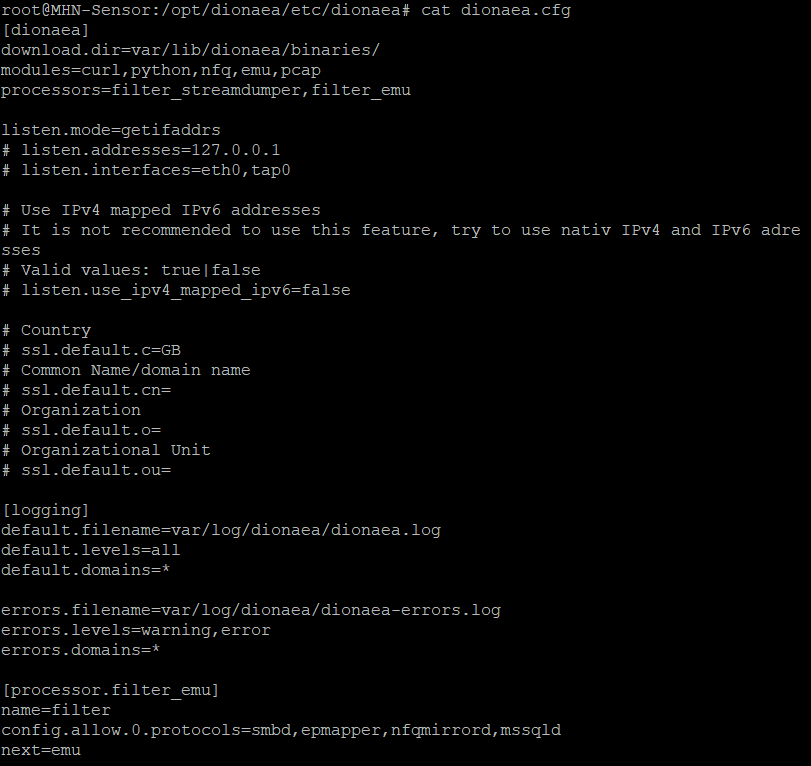 root@MHN-Sensor:/opt/dionaea/etc/dionaea# cat dionaea.cfg
[dionaea]
download.dir=var/lib/dionaea/binaries/
modules=curl,python,nfq,emu,pcap
processors=filter_streamdumper,filter_emu

listen.mode=getifaddrs
# listen.addresses=127.0.0.1
# listen.interfaces=eth0,tap0

# Use IPv4 mapped IPv6 addresses
# It is not recommended to use this feature, try to use nativ IPv4 and IPv6 adre
sses
# Valid values: true|false
# listen.use_ipv4_mapped_ipv6=false

# Country
# ssl.default.c=GB
# Common Name/domain name
# ssl.default.cn=
# Organization
# ssl.default.o=
# Organizational Unit
# ssl.default.ou=

[logging]
default.filename=var/log/dionaea/dionaea.log
default.levels=all
default.domains=*

errors.filename=var/log/dionaea/dionaea-errors.log
errors.levels=warning,error
errors.domains=*

[processor.filter_emu]
name=filter
config.allow.0.protocols=smbd,epmapper,nfqmirrord,mssqld
next=emu